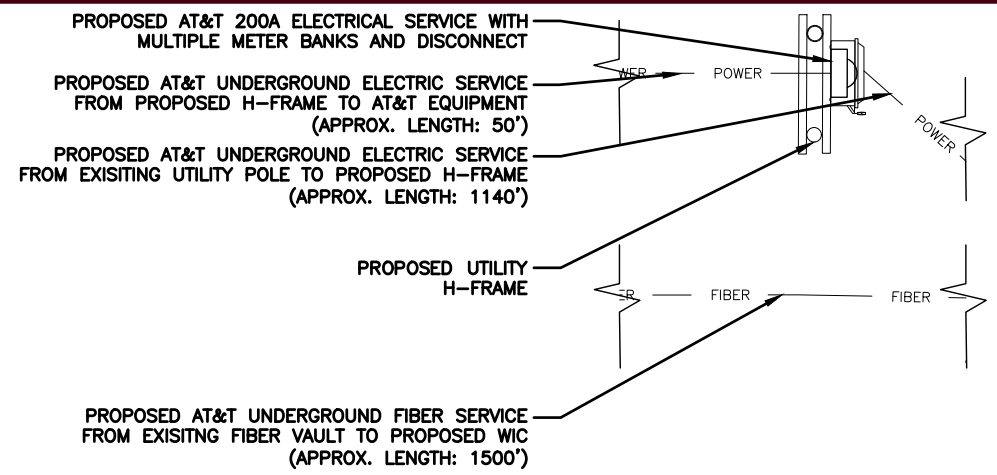 PROPOSED AT&T 200A ELECTRICAL SERVICE WITH
MULTIPLE METER BANKS AND DISCONNECT
PROPOSED AT&T UNDERGROUND ELECTRIC SERVICE
FROM PROPOSED H-FRAME TO AT&T EQUIPMENT
(APPROX. LENGTH: 50')
PROPOSED AT&T UNDERGROUND ELECTRIC SERVICE
FROM EXISITING UTILITY POLE TO PROPOSED H-FRAME
(APPROX. LENGTH: 1140')
PROPOSED UTILITY
H-FRAME
PROPOSED AT&T UNDERGROUND FIBER SERVICE
FROM EXISITNG FIBER VAULT TO PROPOSED WIC
(APPROX. LENGTH: 1500')
WER
POWER
POWER
ER
FIBER
FIBER